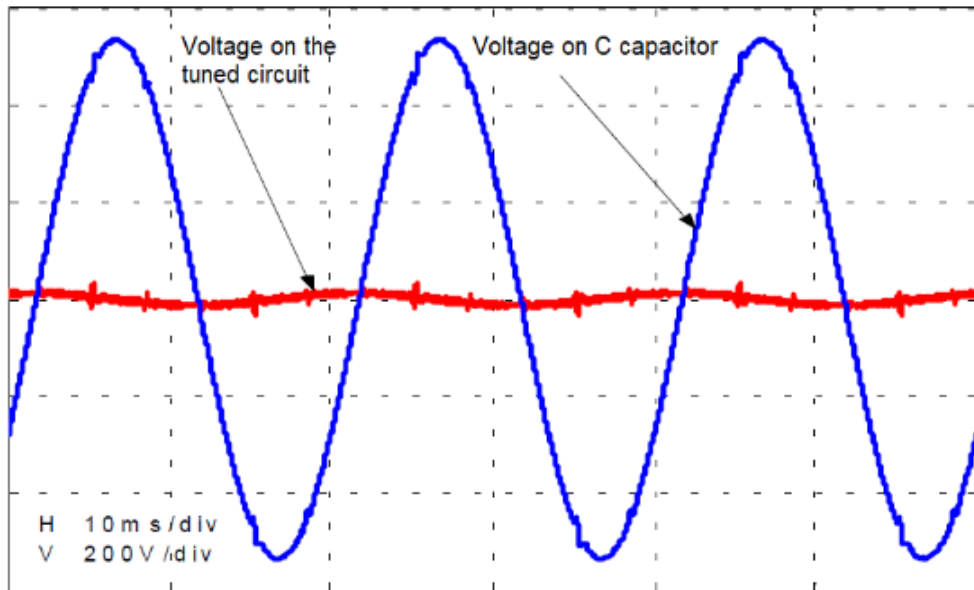 Voltage on the
tuned circuit
Voltage on C capacitor
H 10ms/div
V 200V/div